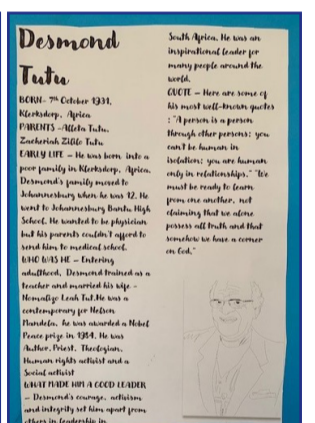 Desmond
Tutu
BORN- 7th October 1931,
Klerksdorp, Africa
PARENTS -Alleta Tutu,
Zacheriah Zililo Tutu
EARLY LIFE – He was born into a
poor family in Klerksdorp, Africa.
Desmond's family moved to
Johannesburg when he was 12. He
went to Johannesburg Bantu High
School. He wanted to be physician
but his parents couldn't afford to
send him to medical school.
WHO WAS HE – Entering
adulthood, Desmond trained as a
teacher and married his wife -
Nomalizo Leah Tut.He was a
contemporary for Nelson
Mandela. he was awarded a Nobel
Peace prize in 1984. He was
Author, Priest, Theologian,
Human rights activist and a
Social activist
WHAT MADE HIM A GOOD LEADER
– Desmond's courage, activism
and integrity set him apart from
others in leadership in
South Africa. He was an
inspirational leader for
many people around the
world.
QUOTE – Here are some of
his most well-known quotes
: "A person is a person
through other persons; you
can't be human in
isolation; you are human
only in relationships." "We
must be ready to learn
from one another, not
claiming that we alone
possess all truth and that
somehow we have a corner
on God."